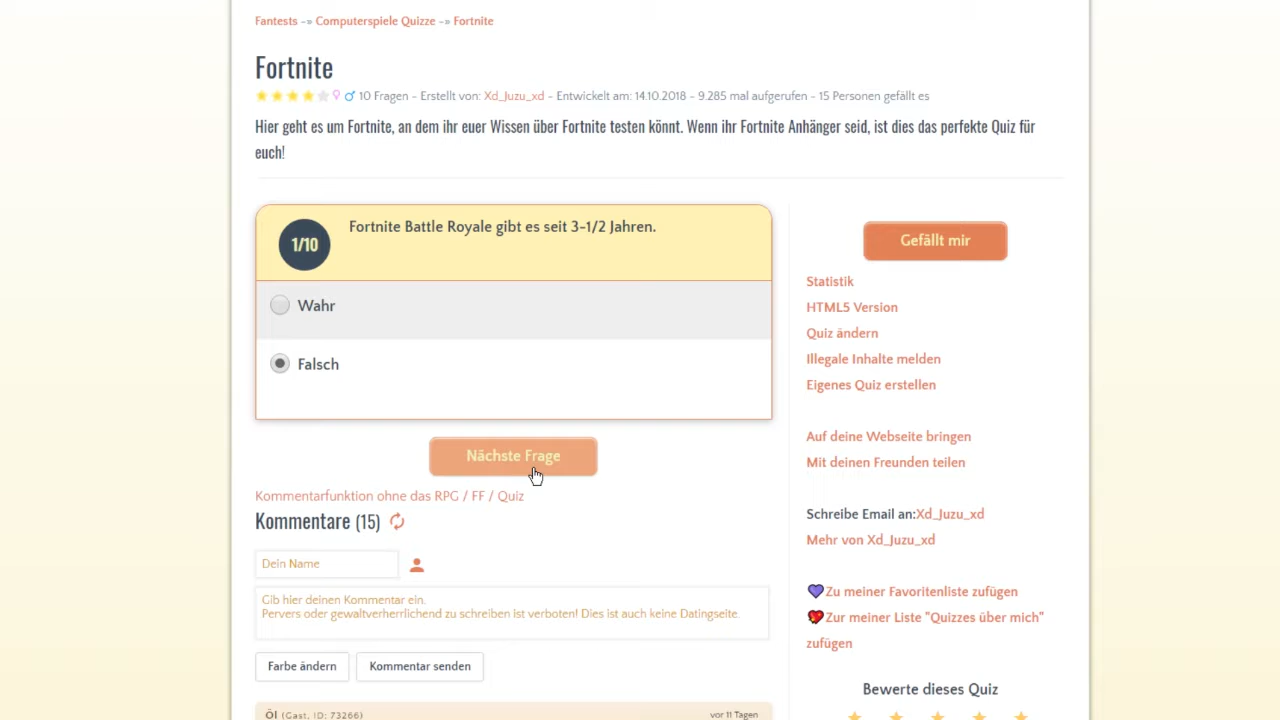 Fantests -» Computerspiele Quizze -» Fortnite
Fortnite
10 Fragen - Erstellt von: Xd_Juzu_xd - Entwickelt am: 14.10.2018 - 9.285 mal aufgerufen - 15 Personen gefällt es
Hier geht es um Fortnite, an dem ihr euer Wissen über Fortnite testen könnt. Wenn ihr Fortnite Anhänger seid, ist dies das perfekte Quiz für
euch!
1/10
Fortnite Battle Royale gibt es seit 3-1/2 Jahren.
Wahr
Falsch
Nächste Frage
Kommentarfunktion ohne das RPG / FF / Quiz
Kommentare (15)
Dein Name
Gib hier deinen Kommentar ein.
Pervers oder gewaltverherrlichend zu schreiben ist verboten! Dies ist auch keine Datingseite.
Farbe ändern
Kommentar senden
Öl (Gast, ID: 73266)
vor 11 Tagen
Gefällt mir
Statistik
HTML5 Version
Quiz ändern
Illegale Inhalte melden
Eigenes Quiz erstellen
Auf deine Webseite bringen
Mit deinen Freunden teilen
Schreibe Email an:Xd_Juzu_xd
Mehr von Xd_Juzu_xd
Zu meiner Favoritenliste zufügen
Zur meiner Liste "Quizzes über mich"
zufügen
Bewerte dieses Quiz